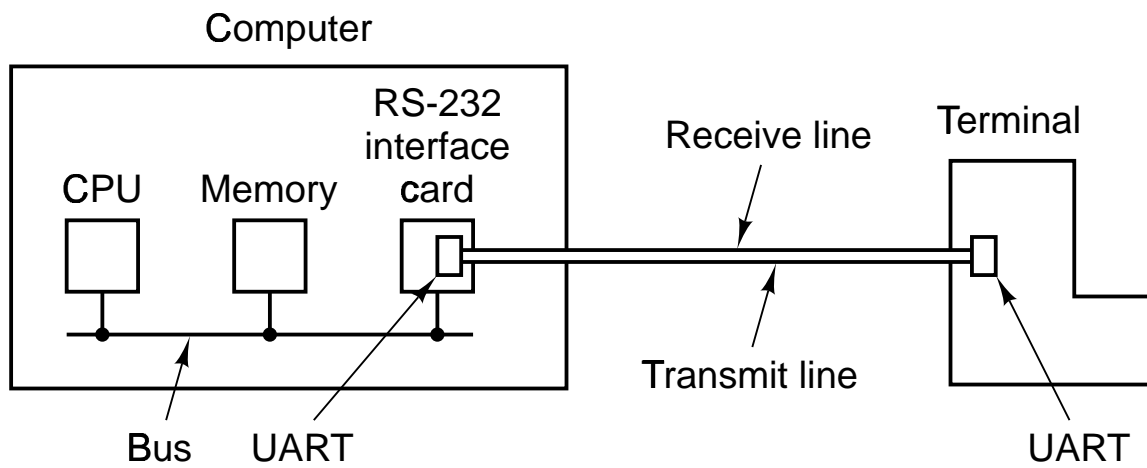 Computer
RS-232
interface
card
CPU
Memory
Receive line
Terminal
Transmit line
Bus
UART
UART